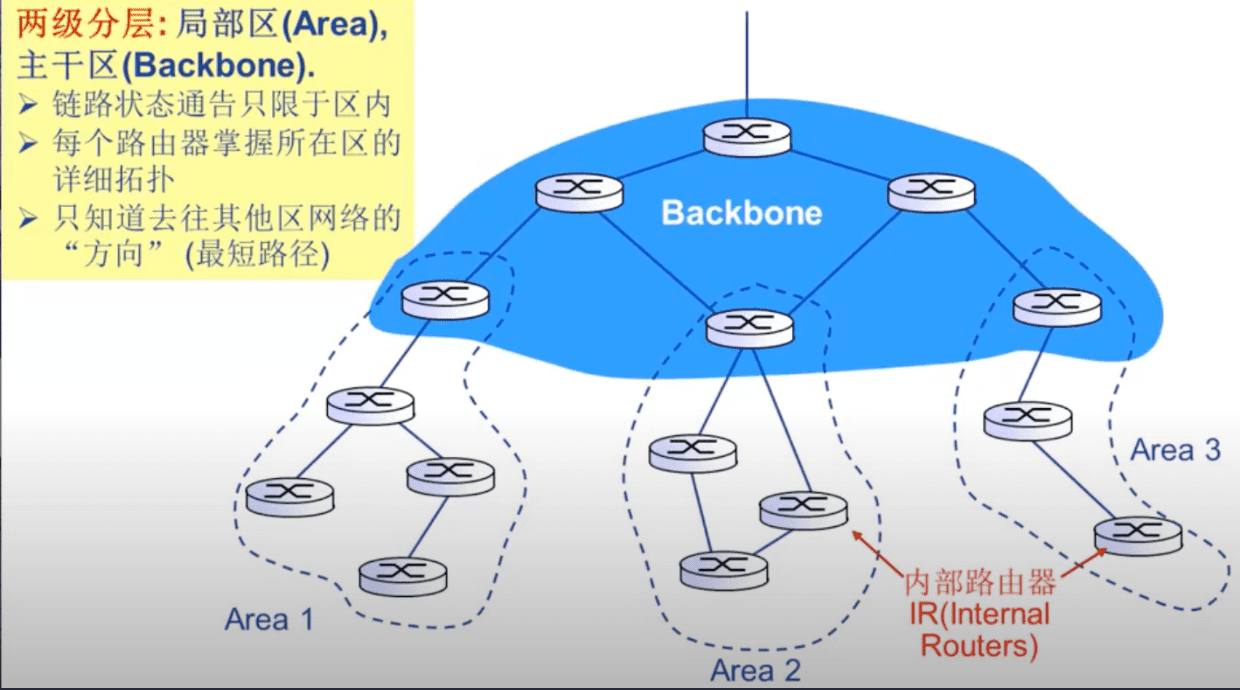 两级分层: 局部区(Area),
主干区(Backbone).
➢ 链路状态通告只限于区内
➢ 每个路由器掌握所在区的
详细拓扑
➢ 只知道去往其他区网络的
“方向” (最短路径)
Backbone
Area 1
Area 2
Area 3
内部路由器
IR(Internal
Routers)